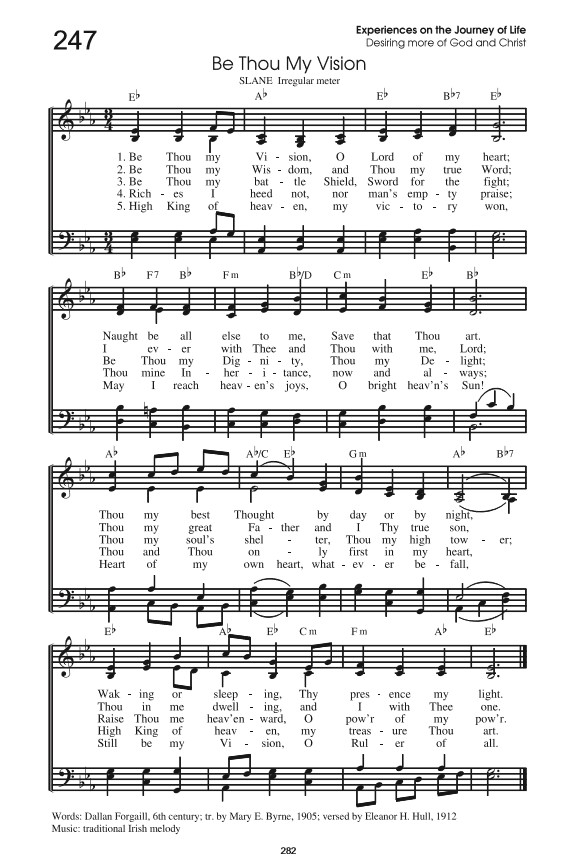 247
Experiences on the Journey of Life
Desiring more of God and Christ
Be Thou My Vision
SLANE Irregular meter
E♭ A♭ E♭ B♭7 E♭
1. Be Thou my Vi - sion, O Lord of my heart;
2. Be Thou my Wis - dom, and Thou my true Word;
3. Be Thou my bat - tle Shield, Sword for the fight;
4. Rich - es I heed not, nor man's emp - ty praise;
5. High King of heav - en, my vic - to - ry won,
B♭ F7 B♭ Fm B♭/D Cm E♭ B♭
Naught be all else to me, Save that Thou art.
I ev - er with Thee and Thou with me, Lord;
Be Thou my Dig - ni - ty, Thou my De - light;
Thou mine In - her - i - tance, now and al - ways;
May I reach heav - en's joys, O bright heav'n's Sun!
A♭ A♭/C E♭ Gm A♭ B♭7
Thou my best Thought by day or by night,
Thou my great Fa - ther and I Thy true son,
Thou my soul's shel - ter, Thou my high tow - er;
Thou and Thou on - ly first in my heart,
Heart of my own heart, what - ev - er be - fall,
E♭ A♭ E♭ Cm Fm A♭ E♭
Wak - ing or sleep - ing, Thy pres - ence my light.
Thou in me dwell - ing, and I with Thee one.
Raise Thou me heav'en - ward, O pow'r of my pow'r.
High King of heav - en, my treas - ure Thou art.
Still be my Vi - sion, O Rul - er of all.
Words: Dallan Forgaill, 6th century; tr. by Mary E. Byrne, 1905; versed by Eleanor H. Hull, 1912
Music: traditional Irish melody
282